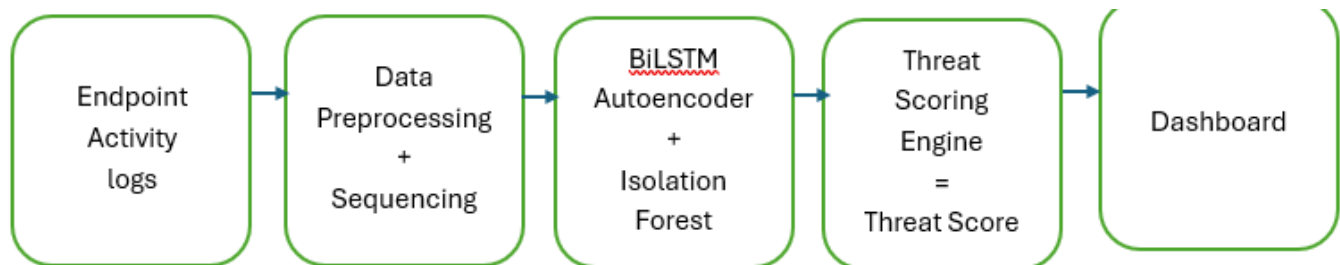 Endpoint
Activity
logs
Data
Preprocessing
+
Sequencing
BiLSTM
Autoencoder
+
Isolation
Forest
Threat
Scoring
Engine
=
Threat Score
Dashboard